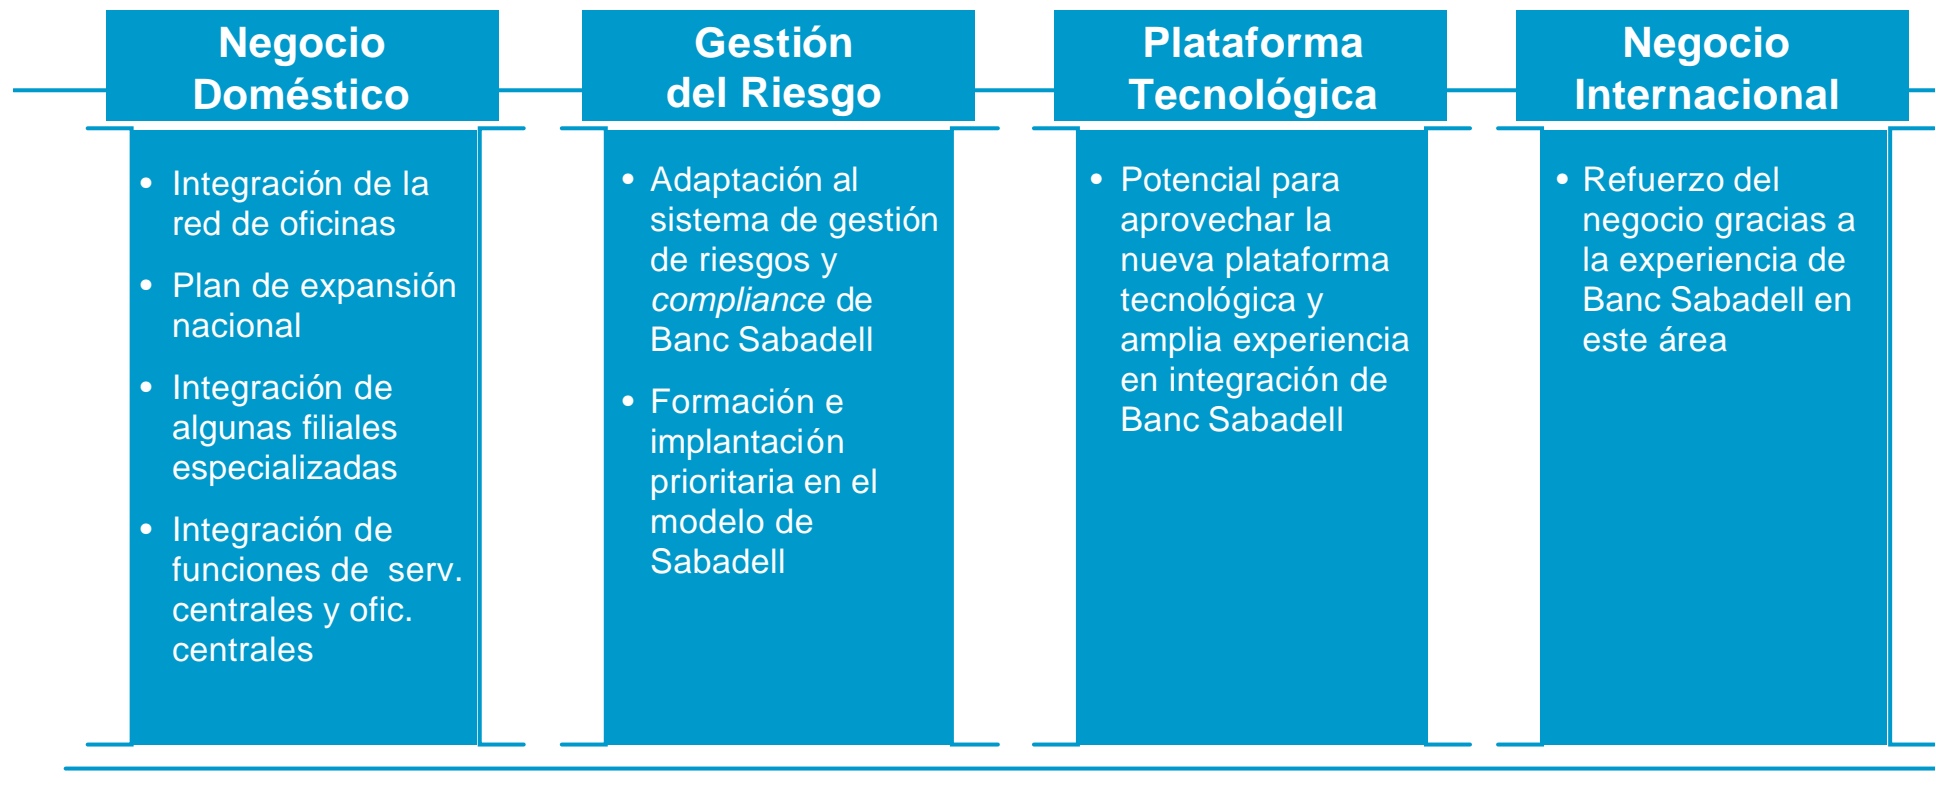 Negocio
Doméstico
• Integración de la
red de oficinas
• Plan de expansión
nacional
• Integración de
algunas filiales
especializadas
• Integración de
funciones de serv.
centrales y ofic.
centrales
Gestión
del Riesgo
• Adaptación al
sistema de gestión
de riesgos y
compliance de
Banc Sabadell
• Formación e
implantación
prioritaria en el
modelo de
Sabadell
Plataforma
Tecnológica
• Potencial para
aprovechar la
nueva plataforma
tecnológica y
amplia experiencia
en integración de
Banc Sabadell
Negocio
Internacional
• Refuerzo del
negocio gracias a
la experiencia de
Banc Sabadell en
este área